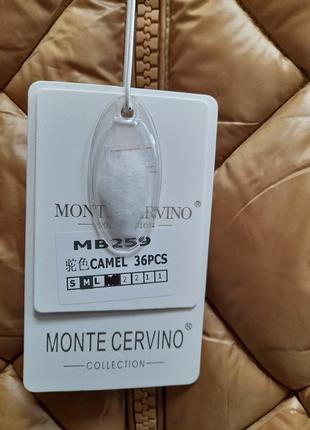 MONTE CERVINO®
MB259
驼色CAMEL 36PCS
S M L 2 2 1 1
MONTE CERVINO®
COLLECTION